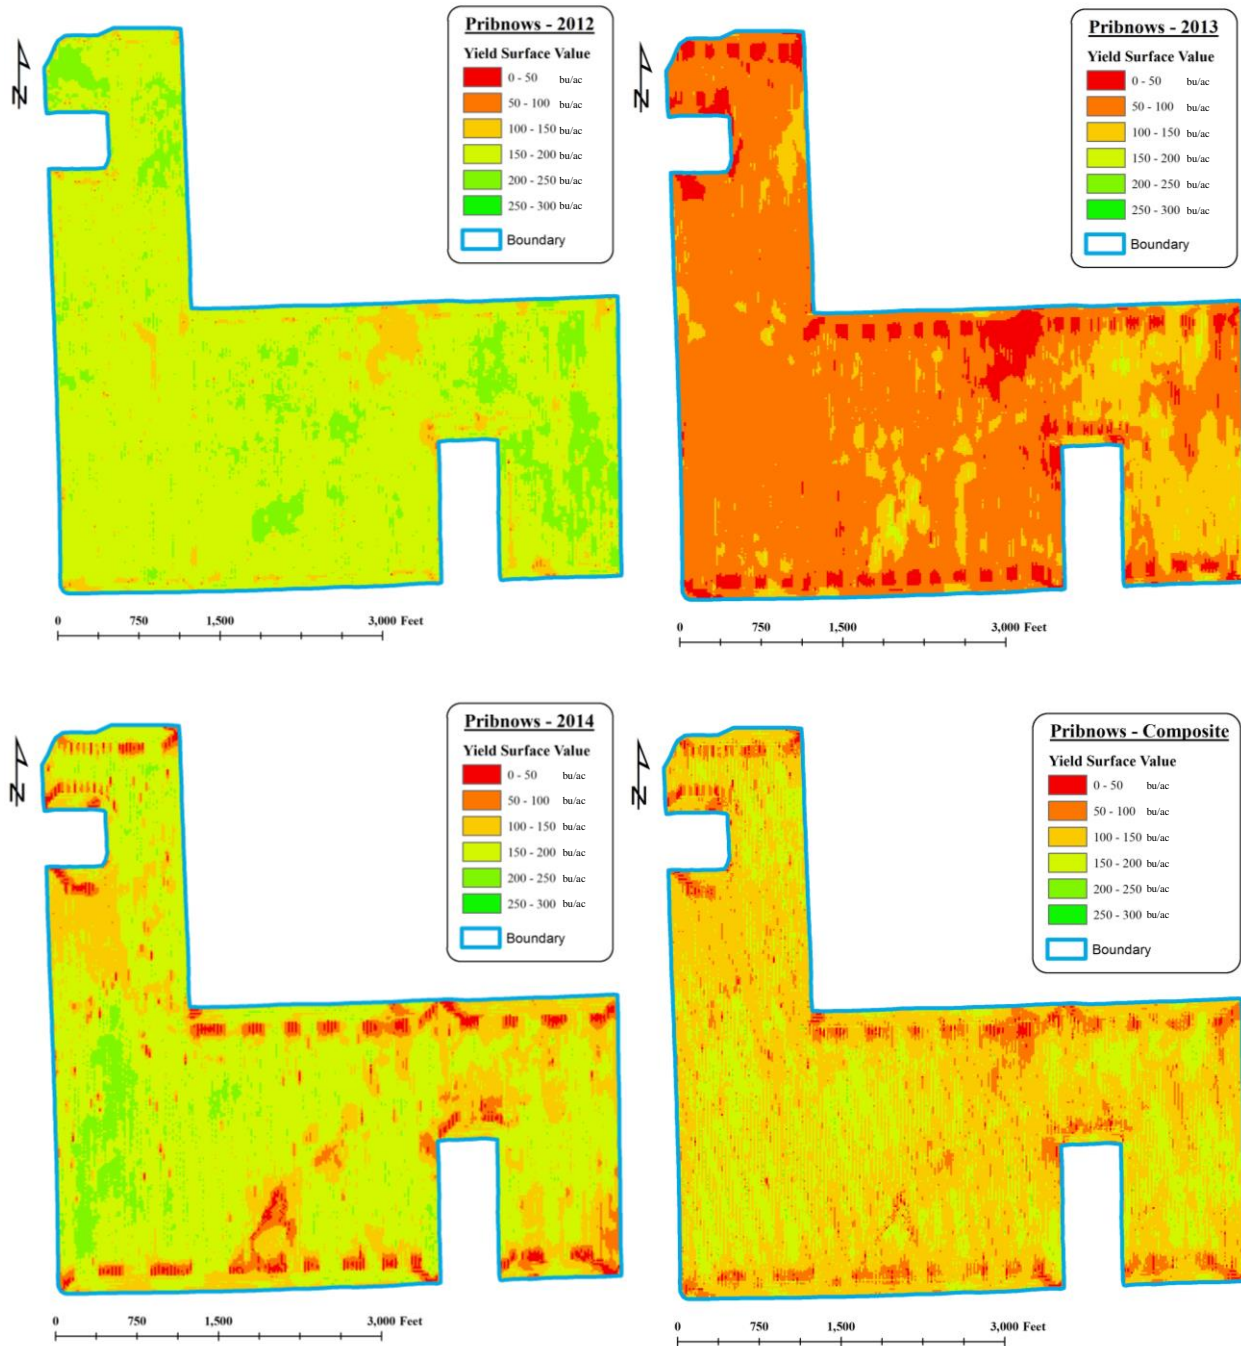 Pribnows - 2012
Yield Surface Value
0 - 50 bu/ac
50 - 100 bu/ac
100 - 150 bu/ac
150 - 200 bu/ac
200 - 250 bu/ac
250 - 300 bu/ac
Boundary
N
0 750 1,500 3,000 Feet
Pribnows - 2013
Yield Surface Value
0 - 50 bu/ac
50 - 100 bu/ac
100 - 150 bu/ac
150 - 200 bu/ac
200 - 250 bu/ac
250 - 300 bu/ac
Boundary
N
0 750 1,500 3,000 Feet
Pribnows - 2014
Yield Surface Value
0 - 50 bu/ac
50 - 100 bu/ac
100 - 150 bu/ac
150 - 200 bu/ac
200 - 250 bu/ac
250 - 300 bu/ac
Boundary
N
0 750 1,500 3,000 Feet
Pribnows - Composite
Yield Surface Value
0 - 50 bu/ac
50 - 100 bu/ac
100 - 150 bu/ac
150 - 200 bu/ac
200 - 250 bu/ac
250 - 300 bu/ac
Boundary
N
0 750 1,500 3,000 Feet